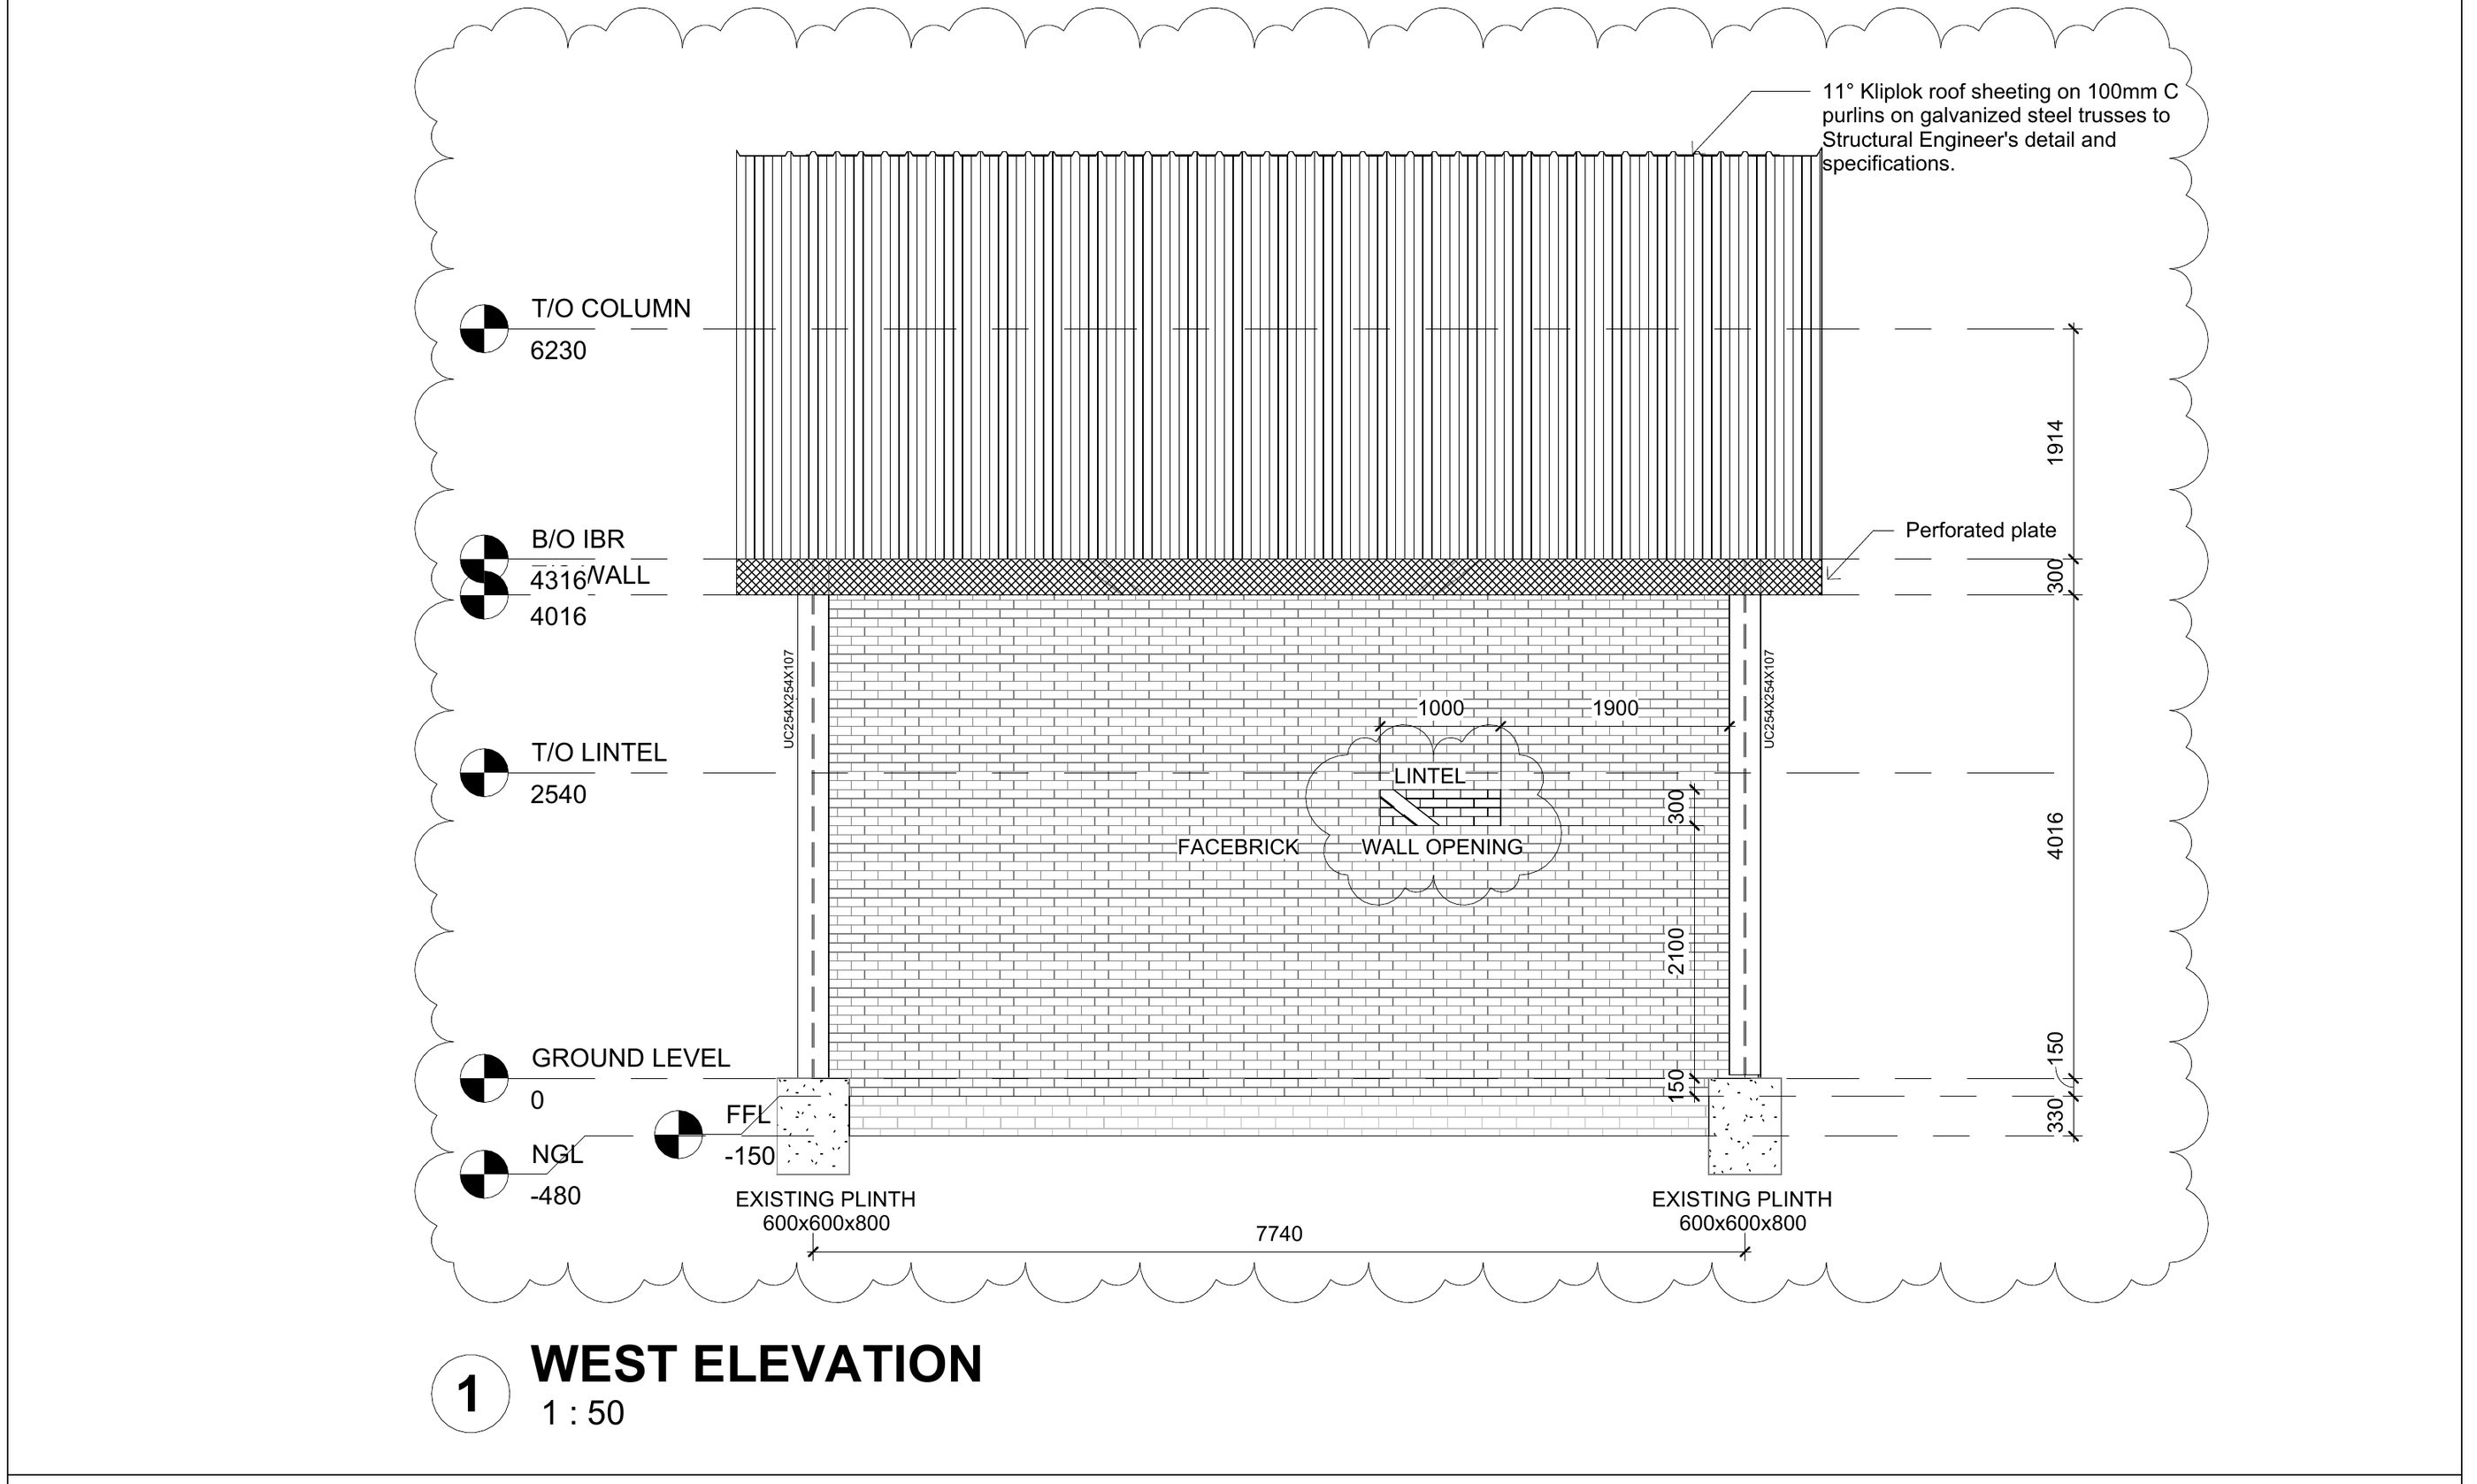 11° Kliplok roof sheeting on 100mm C
purlins on galvanized steel trusses to
Structural Engineer's detail and
specifications.
T/O COLUMN
6230
1914
B/O IBR
4316
WALL
4016
Perforated plate
300
UC254X254X107
UC254X254X107
1000
1900
T/O LINTEL
2540
LINTEL
300
FACEBRICK
WALL OPENING
4016
2100
150
GROUND LEVEL
0
150
FFL
-150
330
NGL
-480
EXISTING PLINTH
600x600x800
EXISTING PLINTH
600x600x800
7740
1
WEST ELEVATION
1 : 50